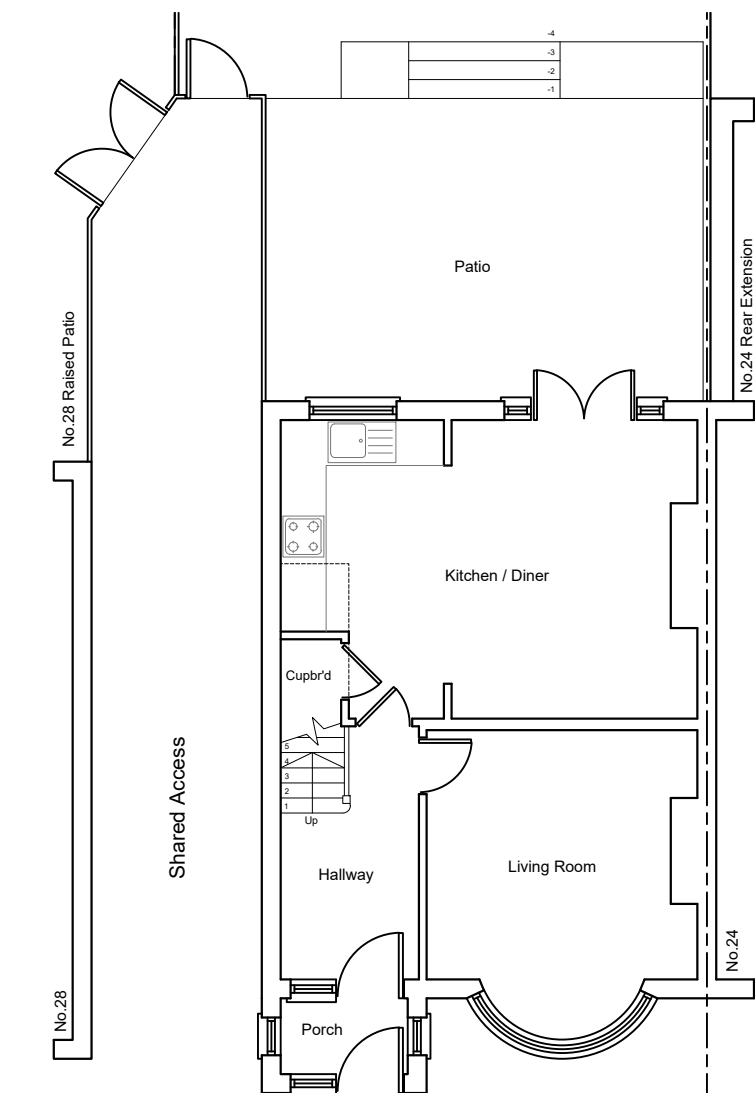 -4
-3
-2
-1
Patio
No.24 Rear Extension
No.28 Raised Patio
Kitchen / Diner
Cupbr'd
5
4
3
2
1
Up
Shared Access
Hallway
Living Room
No.24
No.28
Porch